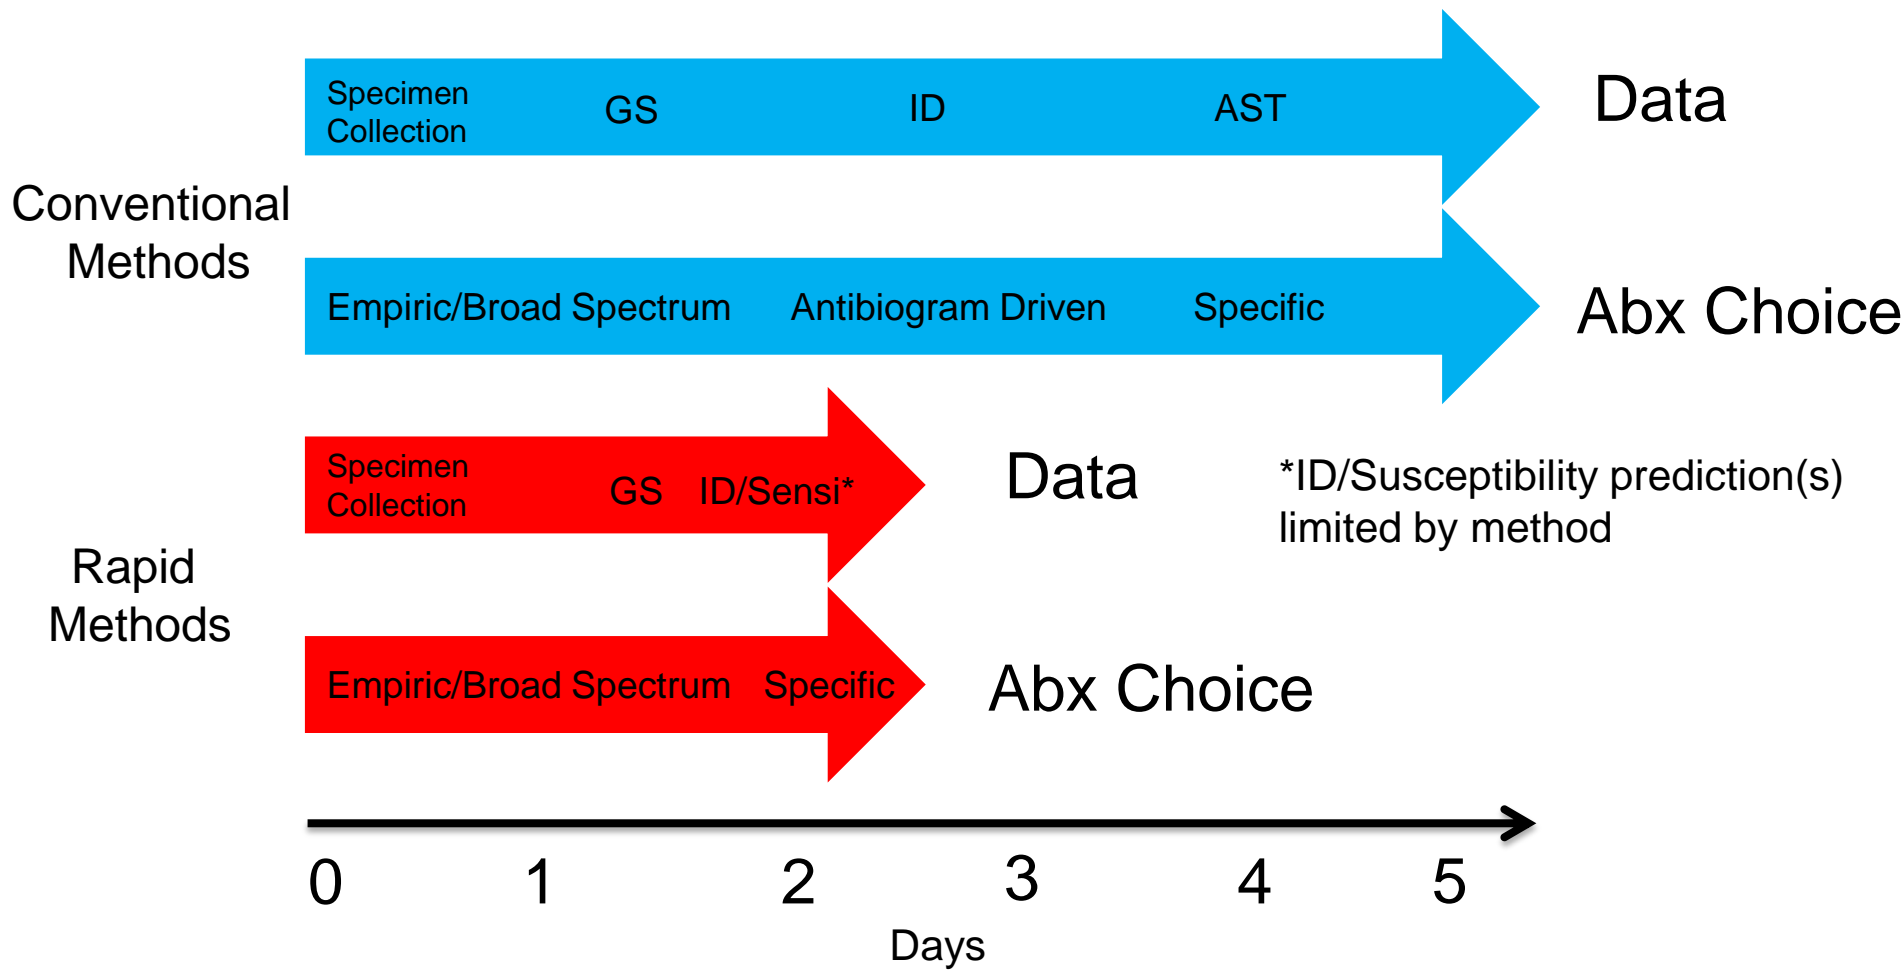 Specimen
Collection
GS
ID
AST
Data
Conventional
Methods
Empiric/Broad Spectrum
Antibiogram Driven
Specific
Abx Choice
Specimen
Collection
GS
ID/Sensi*
Data
*ID/Susceptibility prediction(s)
limited by method
Rapid
Methods
Empiric/Broad Spectrum
Specific
Abx Choice
0 1 2 3 4 5
Days